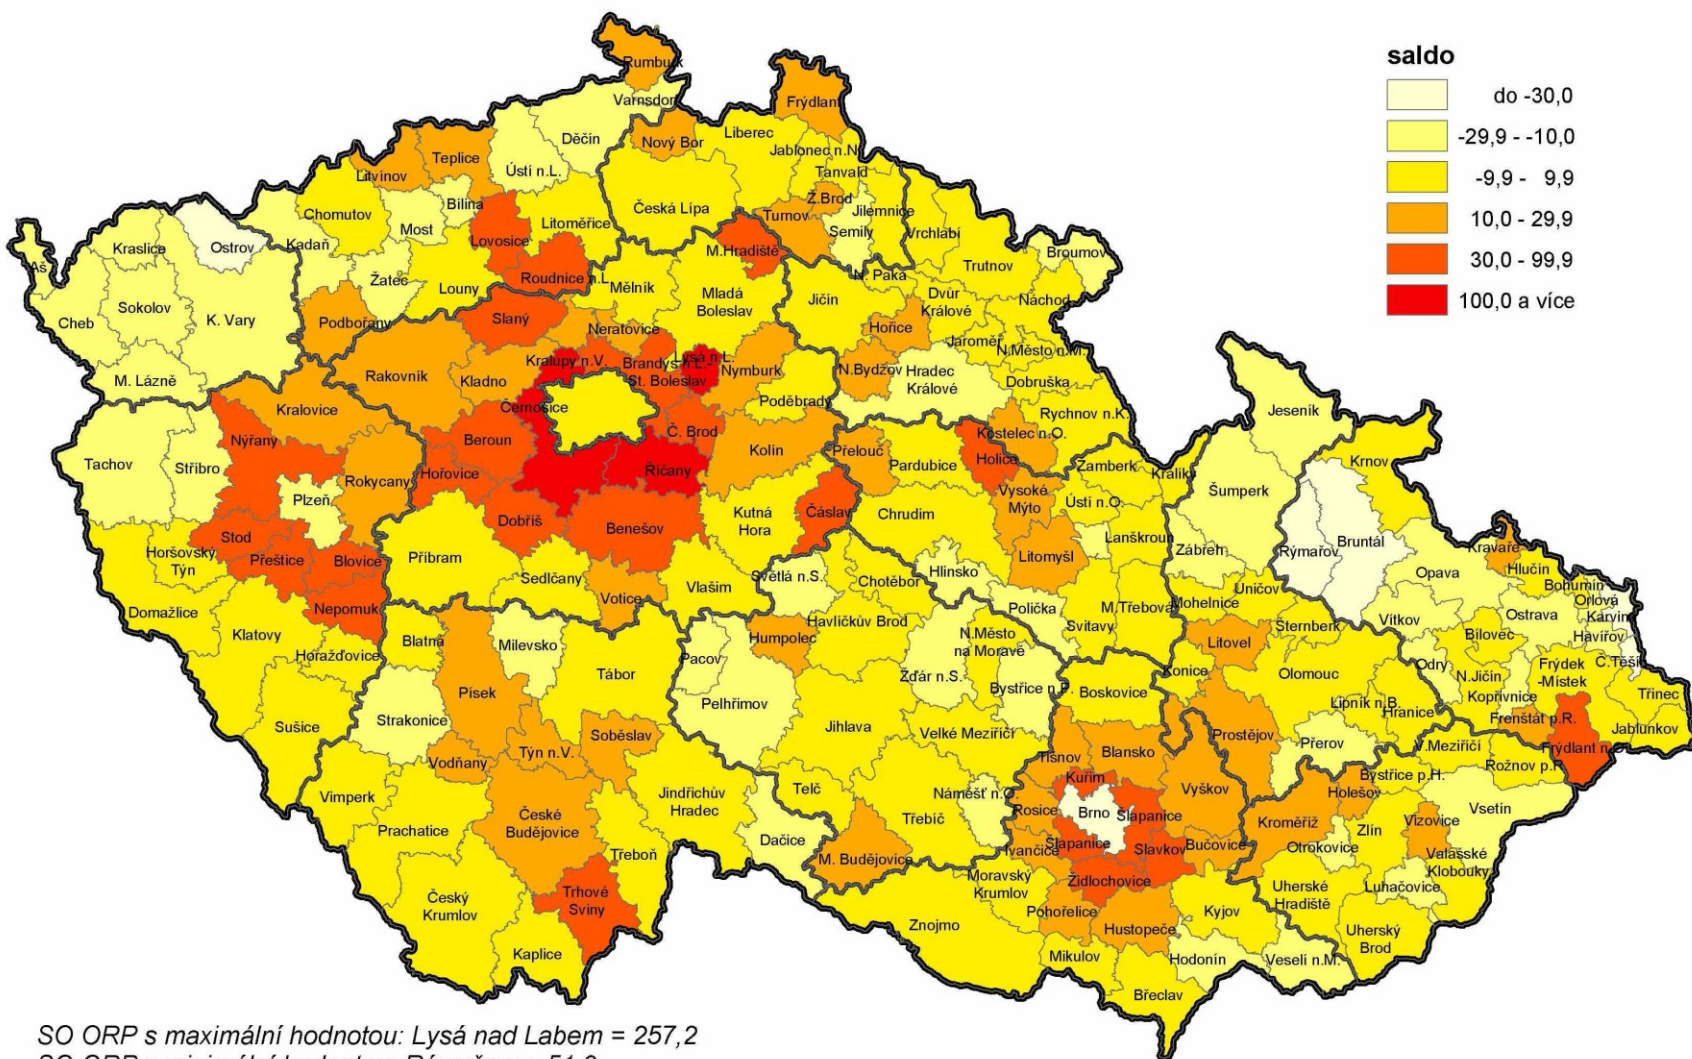 saldo
do -30,0
-29,9 - -10,0
-9,9 - 9,9
10,0 - 29,9
30,0 - 99,9
100,0 a více
Rumburk
Varnsdorf
Děčín
Frýdlant
Teplice
Litvínov
Ústí n.L.
Nový Bor
Liberec
Jablonec n.N.
Tanvald
Bílina
Chomutov
Most
Litoměřice
Lovosice
Česká Lípa
Ž.Brod
Turnov
Jilemnice
Semily
Vrchlabí
Kraslice
Ostrov
Kadaň
Aš
Žatec
Louny
Roudnice n.L.
Mělník
M.Hradiště
Mladá
Boleslav
N. Paka
Trutnov
Broumov
Jičín
Dvůr
Králové
Náchod
Sokolov
Cheb
K. Vary
Podbořany
Slaný
Neratovice
Hořice
Jaroměř
N.Město n.M.
M. Lázně
Rakovník
Kladno
Kralupy n.V.
Brandýs n.L.-
St. Boleslav
Lysá n.L.
Nymburk
N.Bydžov
Hradec
Králové
Dobruška
Poděbrady
Rychnov n.K.
Kralovice
Černošice
Č. Brod
Kostelec n.O.
Jeseník
Nýřany
Beroun
Kolín
Přelouč
Pardubice
Holice
Tachov
Stříbro
Hořovice
Říčany
Žamberk
Králíky
Krnov
Rokycany
Plzeň
Vysoké
Mýto
Ústí n.O.
Šumperk
Dobříš
Benešov
Kutná
Hora
Čáslav
Chrudim
Stod
Lanškroun
Zábřeh
Rýmařov
Bruntál
Horšovský
Týn
Přeštice
Blovice
Příbram
Sedlčany
Litomyšl
Kravaře
Hlučín
Opava
Bohumín
Světlá n.S.
Chotěboř
Hlinsko
Vlašim
Votice
Nepomuk
Domažlice
Polička
M.Třebová
Svitavy
Mohelnice
Uničov
Vítkov
Orlová
Ostrava
Karviná
Havířov
Klatovy
Blatná
Milevsko
Humpolec
Havlíčkův Brod
N.Město
na Moravě
Litovel
Šternberk
Bílovec
Horažďovice
Pacov
Č.Těšín
Písek
Tábor
Žďár n.S.
Bystřice n.P.
Boskovice
Konice
Olomouc
Odry
N.Jičín
Frýdek
-Místek
Kopřivnice
Třinec
Sušice
Strakonice
Pelhřimov
Jihlava
Velké Meziříčí
Lipník n.B.
Hranice
Frenštát p.R.
Jablunkov
Vodňany
Týn n.V.
Soběslav
Tišnov
Blansko
Prostějov
Přerov
V.Meziříčí
Frýdlant n.O.
Rožnov p.R.
Vimperk
Jindřichův
Hradec
Telč
Náměšť n.O.
Kuřim
Vyškov
Bystřice p.H.
Holešov
Vsetín
Prachatice
České
Budějovice
Dačice
Třebíč
Rosice
Brno
Šlapanice
Kroměříž
Zlín
Vizovice
Třeboň
M. Budějovice
Ivančice
Šlapanice
Slavkov
Bučovice
Otrokovice
Valašské
Klobouky
Židlochovice
Luhačovice
Moravský
Krumlov
Český
Krumlov
Trhové
Sviny
Uherské
Hradiště
Znojmo
Pohořelice
Hustopeče
Kyjov
Uherský
Brod
Kaplice
Mikulov
Hodonín
Veselí n.M.
Břeclav
SO ORP s maximální hodnotou: Lysá nad Labem = 257,2